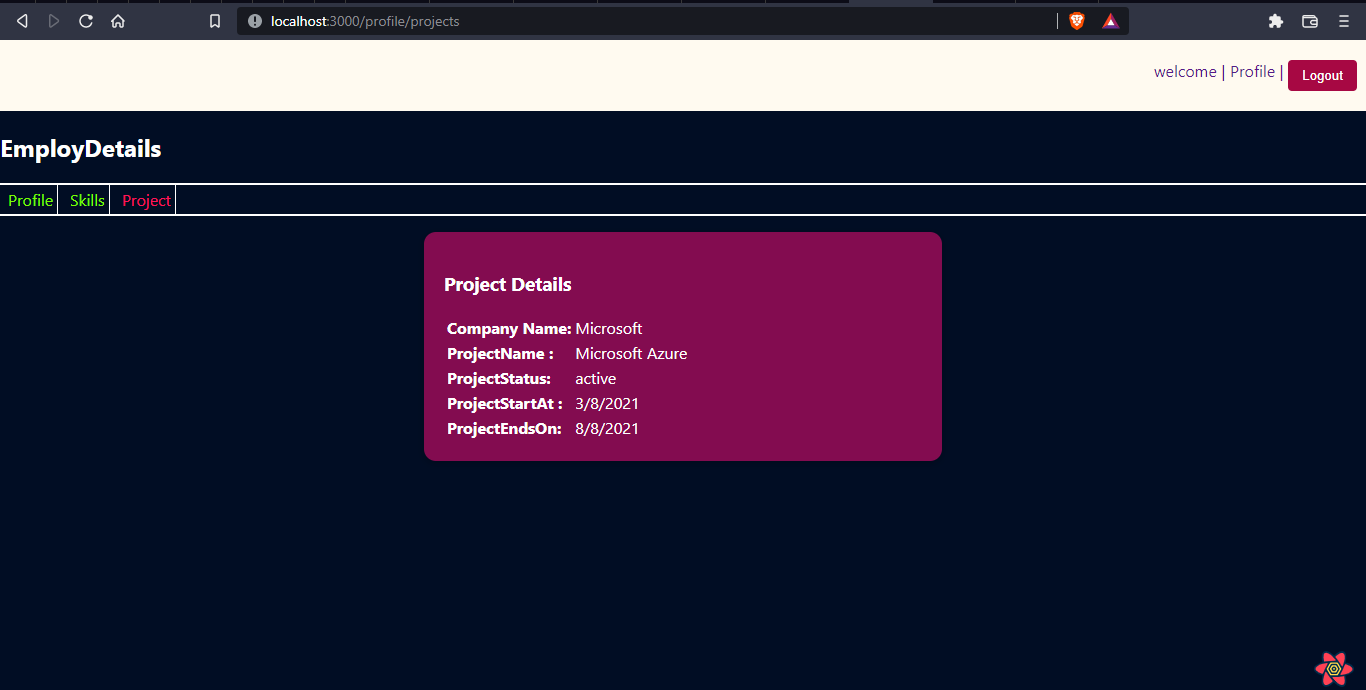 localhost:3000/profile/projects
welcome | Profile | Logout
EmployDetails
Profile Skills Project
Project Details
Company Name: Microsoft
ProjectName : Microsoft Azure
ProjectStatus: active
ProjectStartAt : 3/8/2021
ProjectEndsOn: 8/8/2021